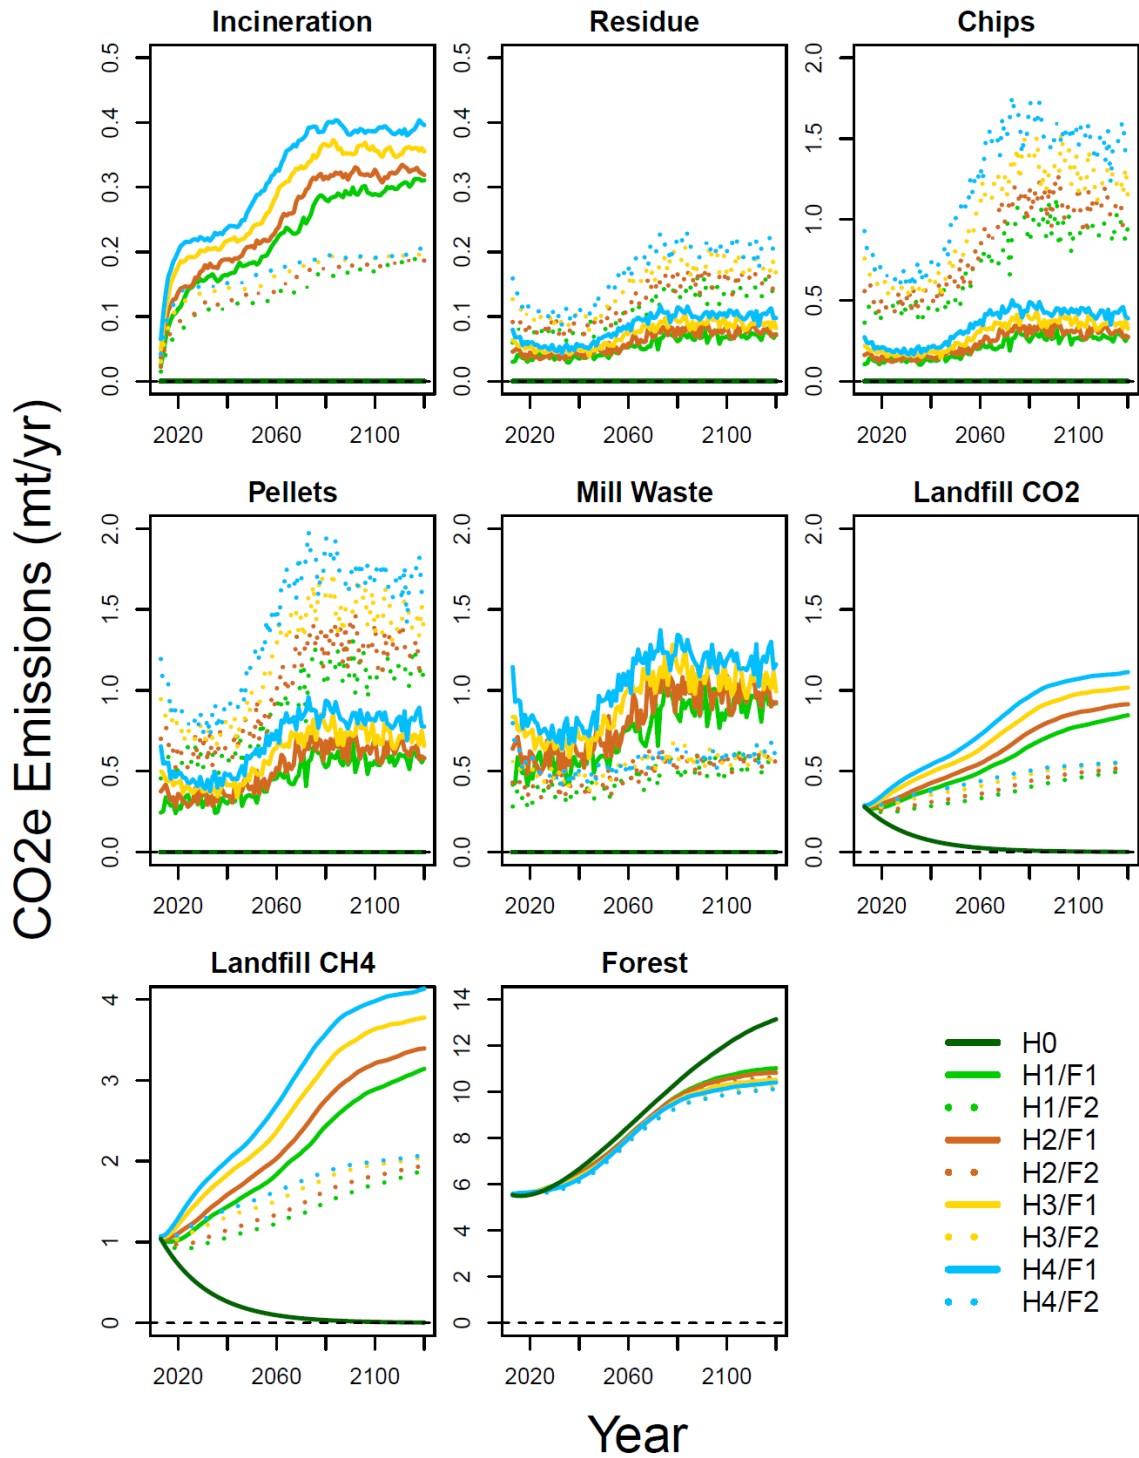 Incineration
Residue
Chips
0.0 0.1 0.2 0.3 0.4 0.5
0.0 0.1 0.2 0.3 0.4 0.5
0.0 0.5 1.0 1.5 2.0
2020 2060 2100
2020 2060 2100
2020 2060 2100
Pellets
Mill Waste
Landfill CO2
0.0 0.5 1.0 1.5 2.0
0.0 0.5 1.0 1.5 2.0
0.0 0.5 1.0 1.5 2.0
2020 2060 2100
2020 2060 2100
2020 2060 2100
CO2e Emissions (mt/yr)
Landfill CH4
Forest
0 1 2 3 4
0 2 4 6 8 10 12 14
2020 2060 2100
2020 2060 2100
H0
H1/F1
H1/F2
H2/F1
H2/F2
H3/F1
H3/F2
H4/F1
H4/F2
Year